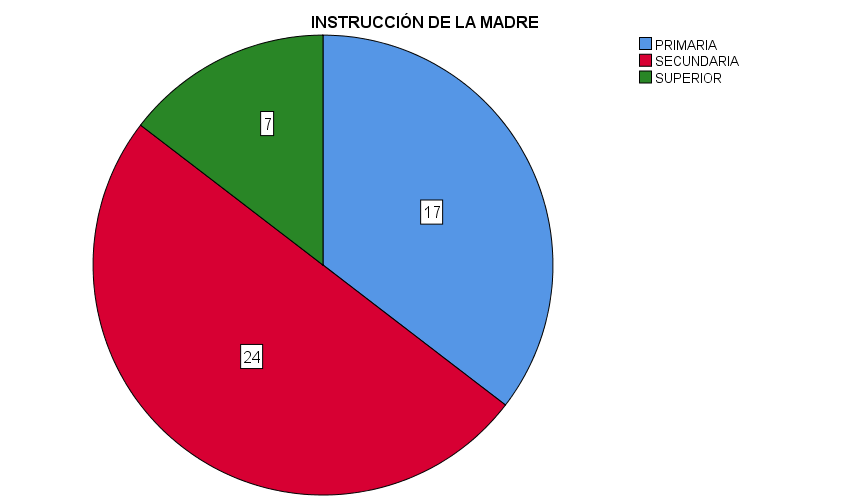 INSTRUCCIÓN DE LA MADRE
PRIMARIA
SECUNDARIA
SUPERIOR
7
17
24